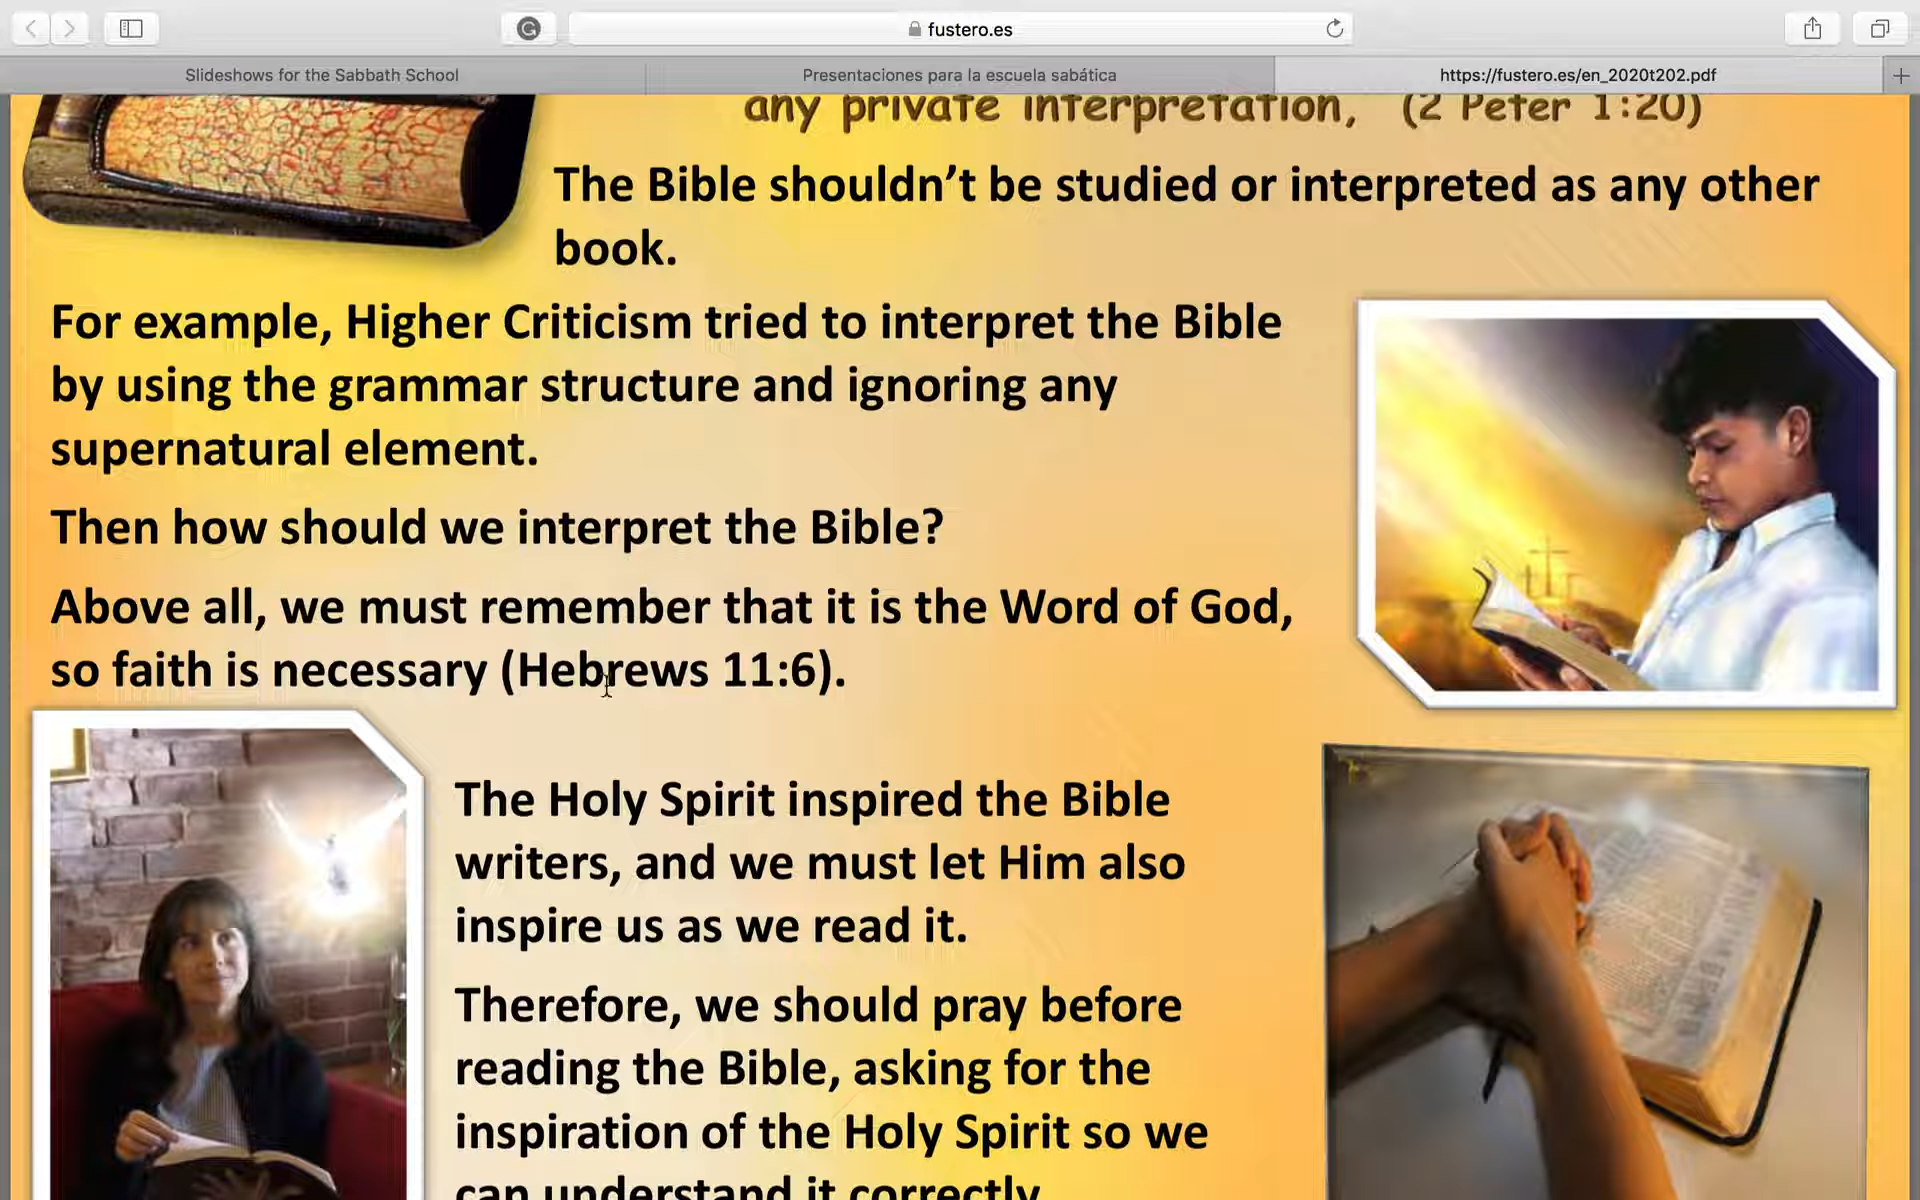 fustero.es
Slideshows for the Sabbath School
Presentaciones para la escuela sabática
https://fustero.es/en_2020t202.pdf
any private interpretation, (2 Peter 1:20)
The Bible shouldn't be studied or interpreted as any other
book.
For example, Higher Criticism tried to interpret the Bible
by using the grammar structure and ignoring any
supernatural element.
Then how should we interpret the Bible?
Above all, we must remember that it is the Word of God,
so faith is necessary (Hebrews 11:6).
The Holy Spirit inspired the Bible
writers, and we must let Him also
inspire us as we read it.
Therefore, we should pray before
reading the Bible, asking for the
inspiration of the Holy Spirit so we
can understand it correctly